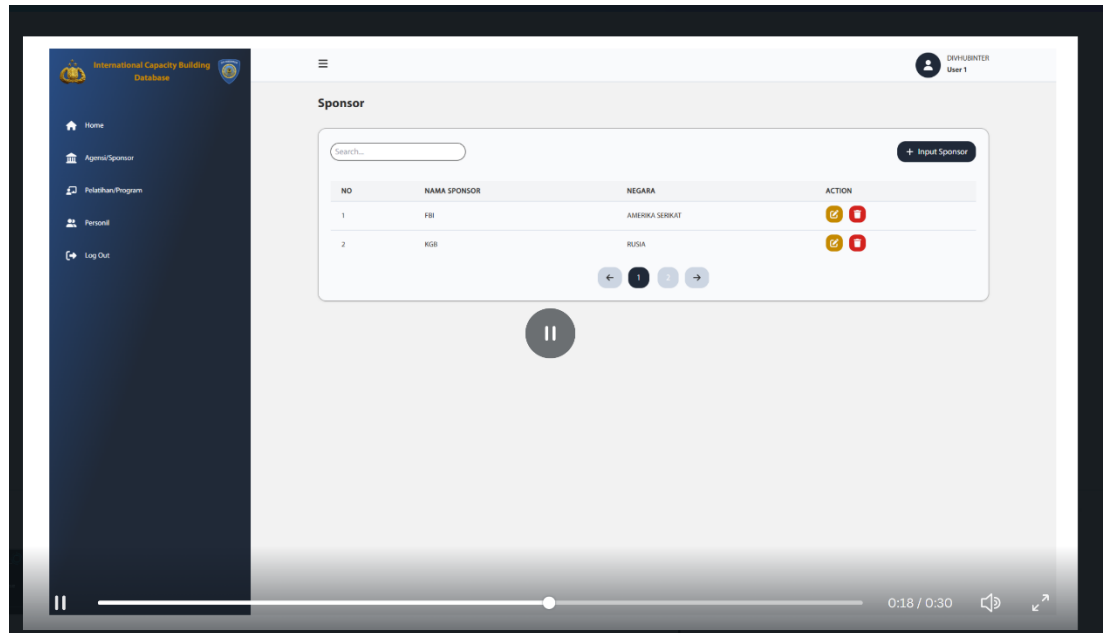 International Capacity Building
Database
DIVHUBINTER
User 1
Sponsor
Home
Agensi/Sponsor
Pelatihan/Program
Personil
Log Out
Search...
+ Input Sponsor
NO NAMA SPONSOR NEGARA ACTION
1 FBI AMERIKA SERIKAT
2 KGB RUSIA
1 2
0:18 / 0:30